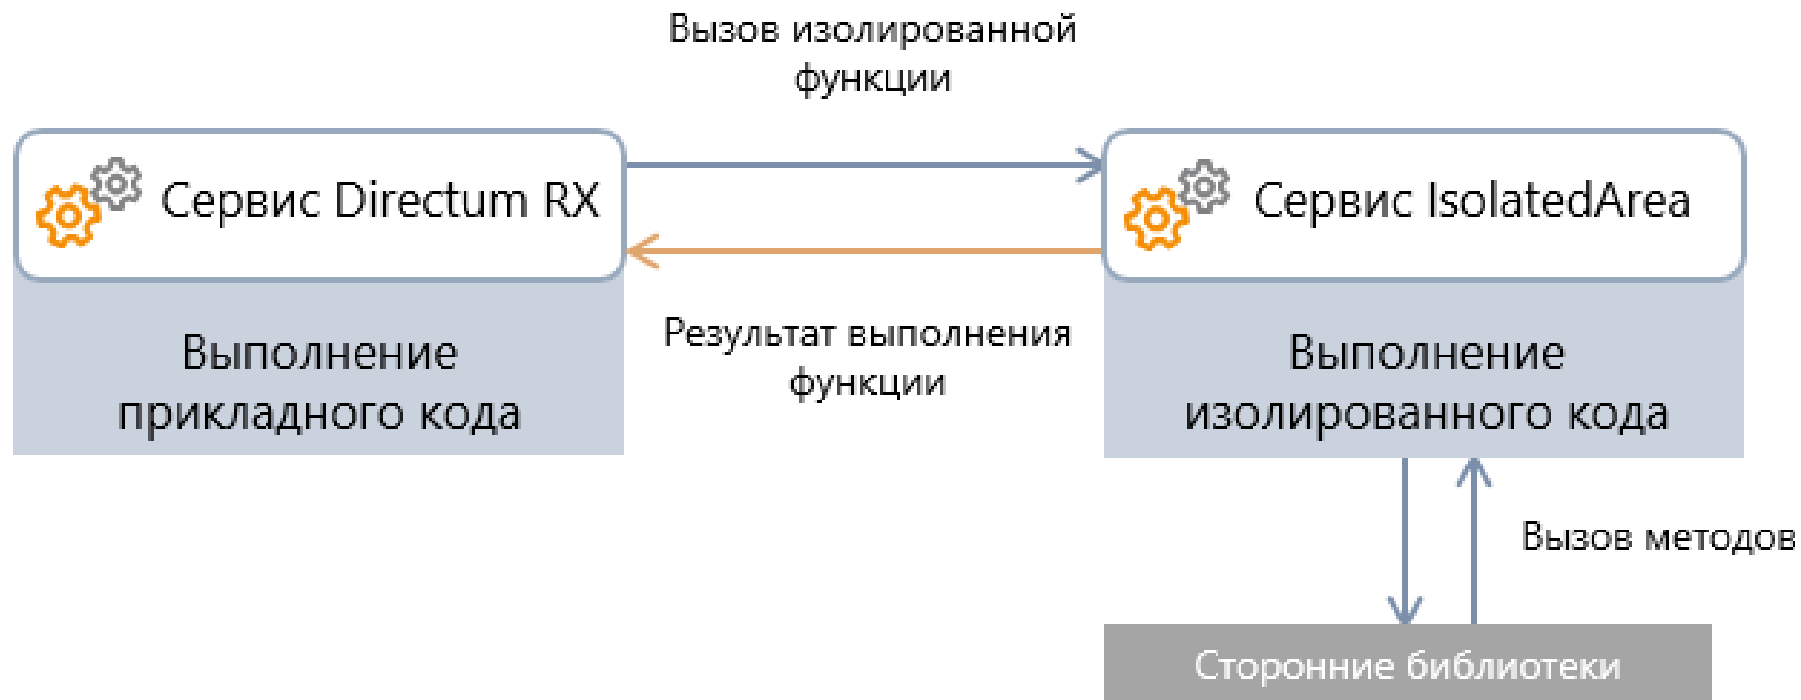 Вызов изолированной
функции
Сервис Directum RX
Сервис IsolatedArea
Результат выполнения
функции
Выполнение
прикладного кода
Выполнение
изолированного кода
Вызов методов
Сторонние библиотеки